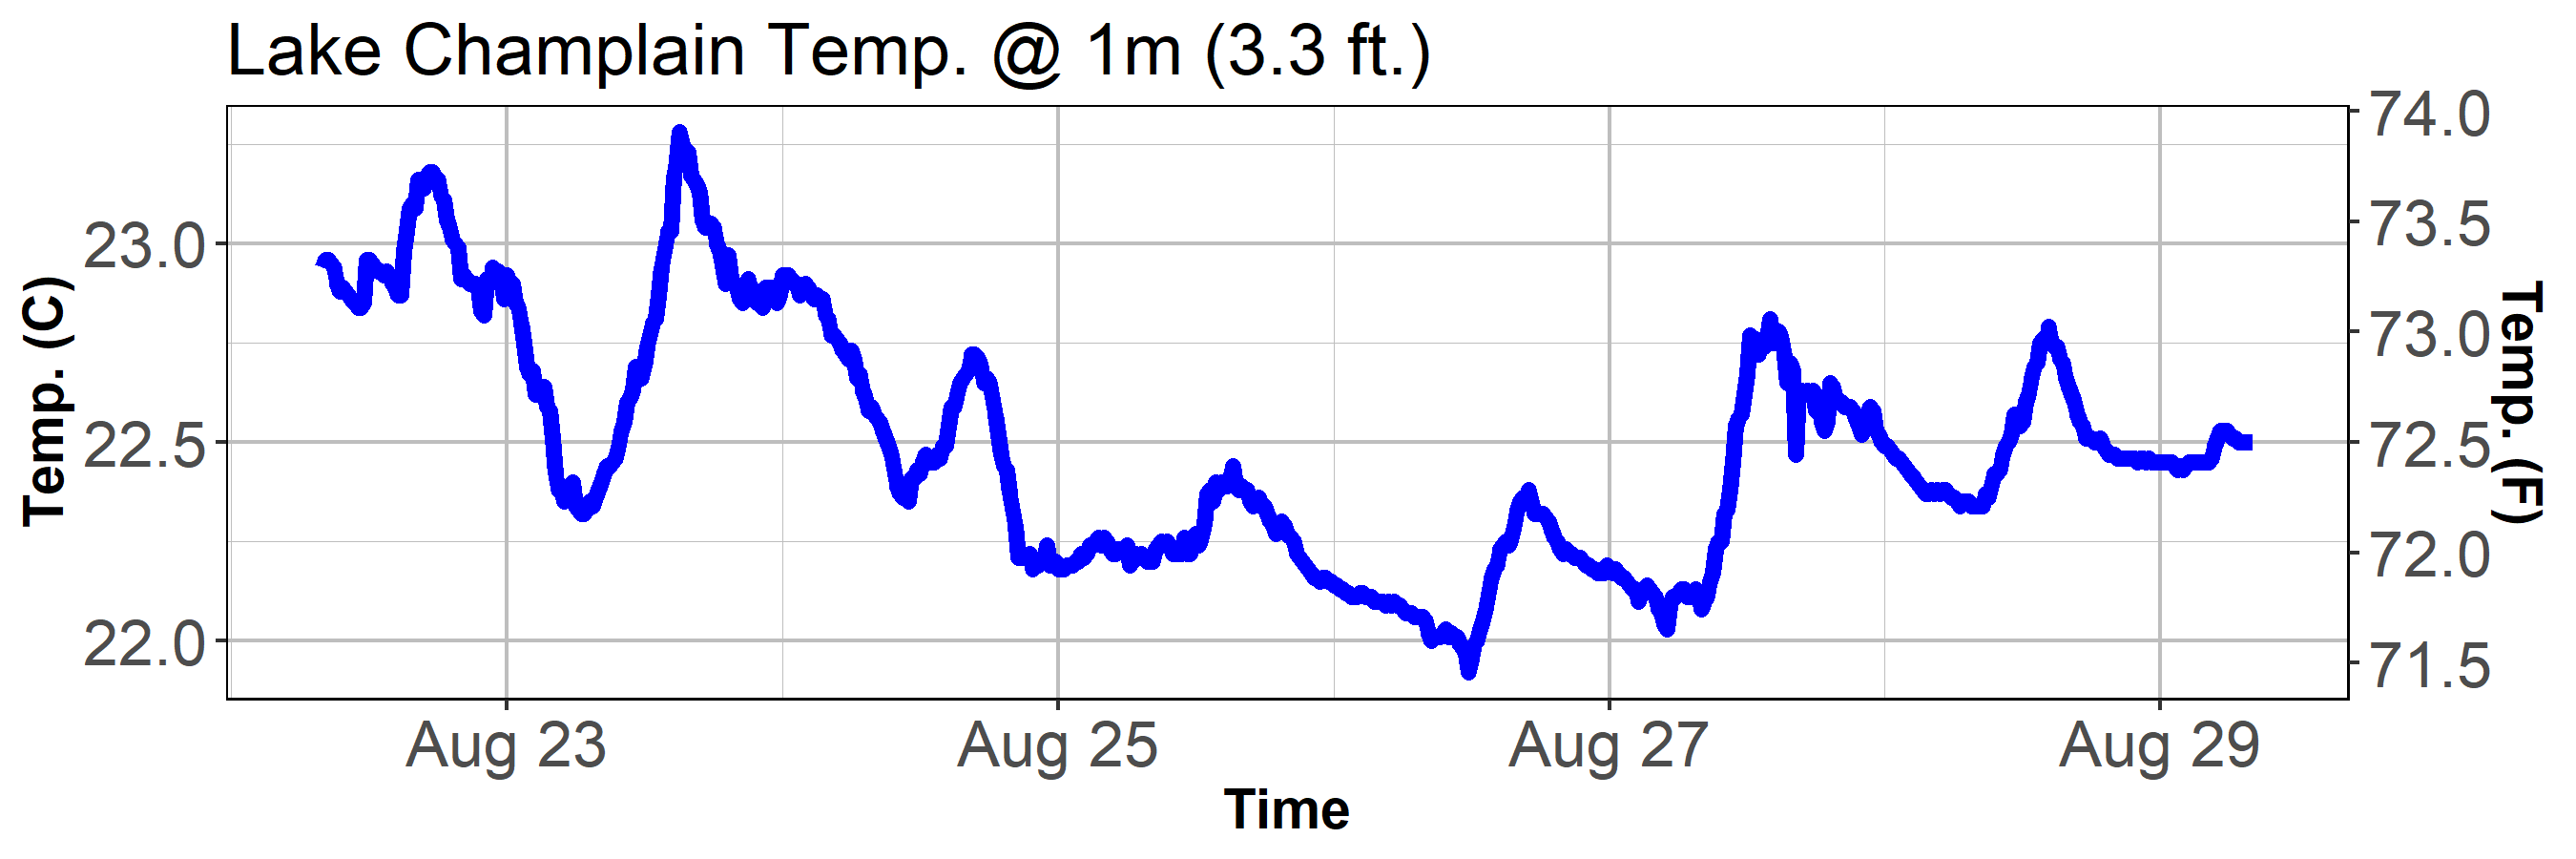 Lake Champlain Temp. @ 1m (3.3 ft.)
74.0
73.5
23.0
73.0
22.5
72.5
72.0
22.0
71.5
Temp. (C)
Temp. (F)
Aug 23 Aug 25 Aug 27 Aug 29
Time